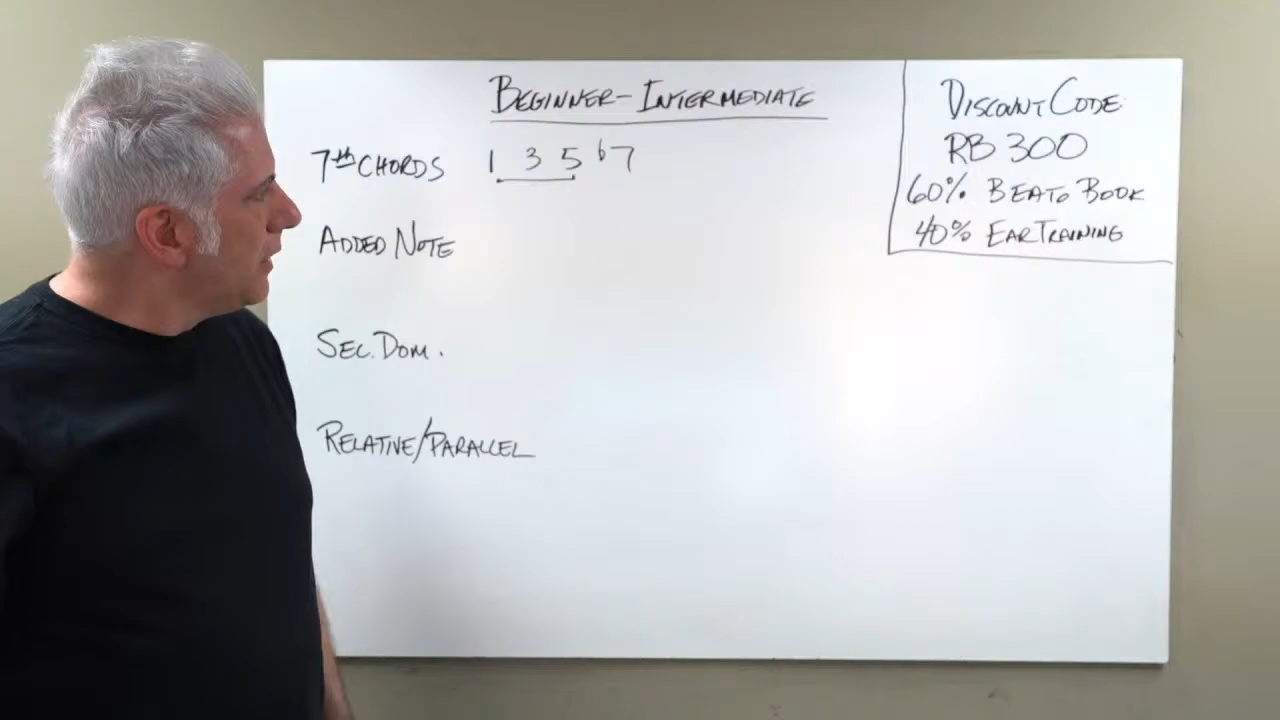 BEGINNER-INTERMEDIATE
7th CHORDS 1 3 5 b7
ADDED NOTE
SEC. DOM.
RELATIVE/PARALLEL
DISCOUNT CODE
RB 300
60% BEATO BOOK
40% EAR TRAINING